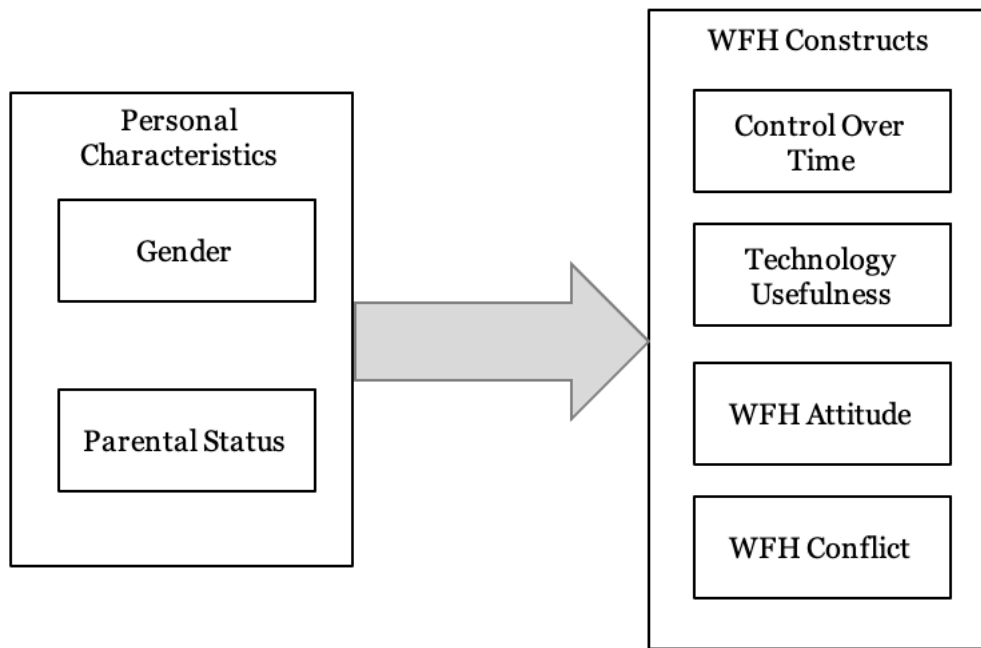 Personal
Characteristics
Gender
Parental Status
WFH Constructs
Control Over
Time
Technology
Usefulness
WFH Attitude
WFH Conflict